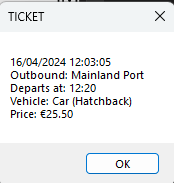 TICKET
16/04/2024 12:03:05
Outbound: Mainland Port
Departs at: 12:20
Vehicle: Car (Hatchback)
Price: €25.50
OK